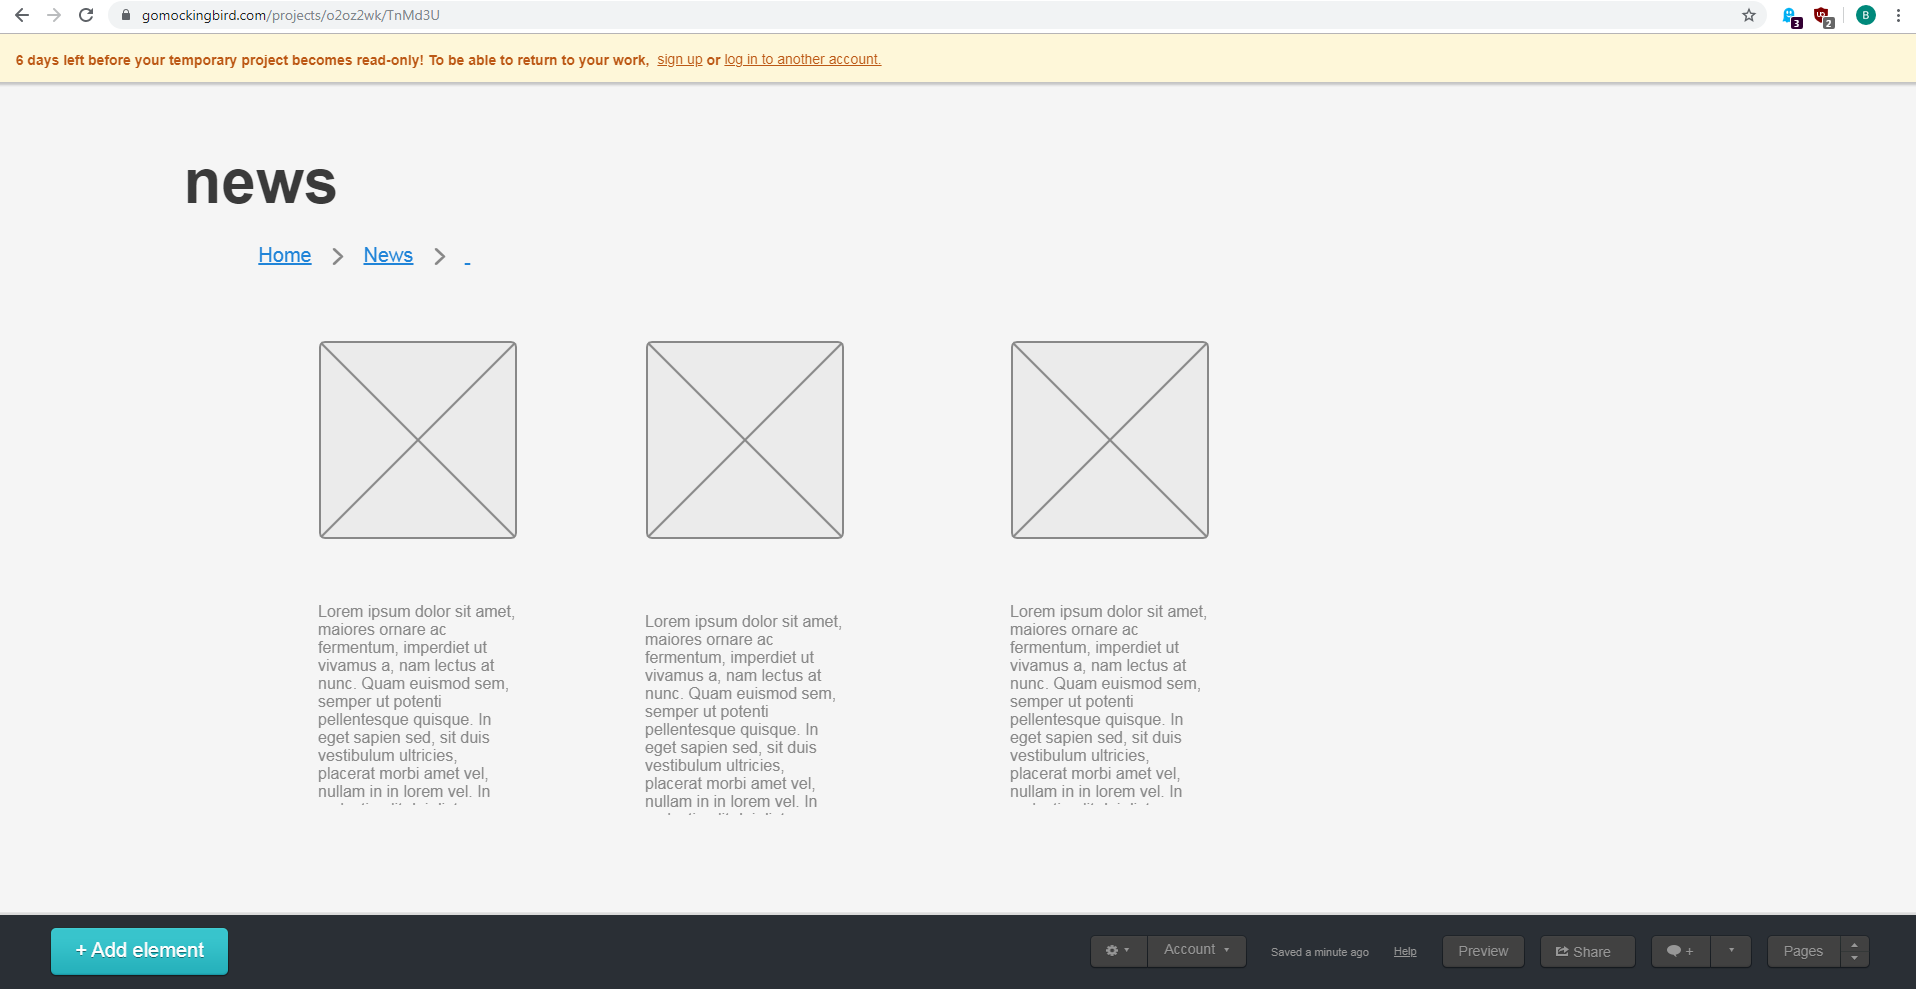 gomockingbird.com/projects/o2oz2wk/TnMd3U
3
2
B
6 days left before your temporary project becomes read-only! To be able to return to your work, sign up or log in to another account.
news
Home News
Lorem ipsum dolor sit amet,
maiores ornare ac
fermentum, imperdiet ut
vivamus a, nam lectus at
nunc. Quam euismod sem,
semper ut potenti
pellentesque quisque. In
eget sapien sed, sit duis
vestibulum ultricies,
placerat morbi amet vel,
nullam in in lorem vel. In
Lorem ipsum dolor sit amet,
maiores ornare ac
fermentum, imperdiet ut
vivamus a, nam lectus at
nunc. Quam euismod sem,
semper ut potenti
pellentesque quisque. In
eget sapien sed, sit duis
vestibulum ultricies,
placerat morbi amet vel,
nullam in in lorem vel. In
Lorem ipsum dolor sit amet,
maiores ornare ac
fermentum, imperdiet ut
vivamus a, nam lectus at
nunc. Quam euismod sem,
semper ut potenti
pellentesque quisque. In
eget sapien sed, sit duis
vestibulum ultricies,
placerat morbi amet vel,
nullam in in lorem vel. In
+ Add element
Account
Saved a minute ago
Help
Preview
Share
+
Pages